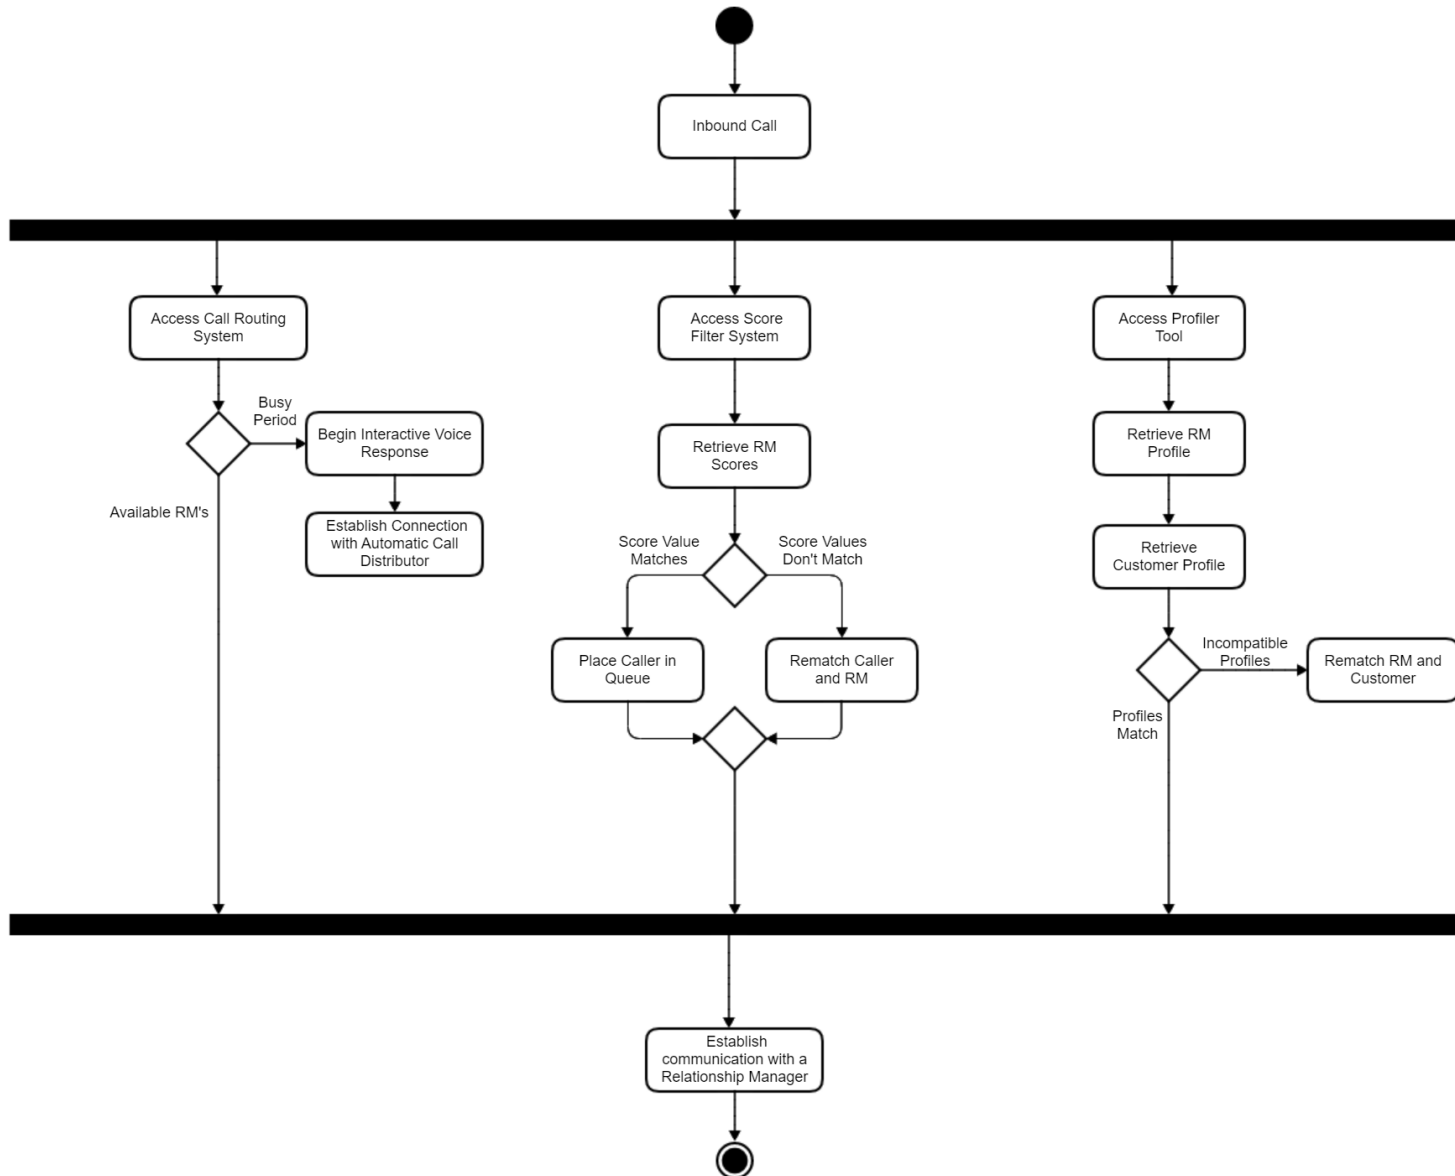 Inbound Call
Access Call Routing
System
Access Score
Filter System
Access Profiler
Tool
Busy
Period
Begin Interactive Voice
Response
Available RM's
Establish Connection
with Automatic Call
Distributor
Retrieve RM
Scores
Score Value
Matches
Score Values
Don't Match
Place Caller in
Queue
Rematch Caller
and RM
Retrieve RM
Profile
Retrieve
Customer Profile
Incompatible
Profiles
Rematch RM and
Customer
Profiles
Match
Establish
communication with a
Relationship Manager